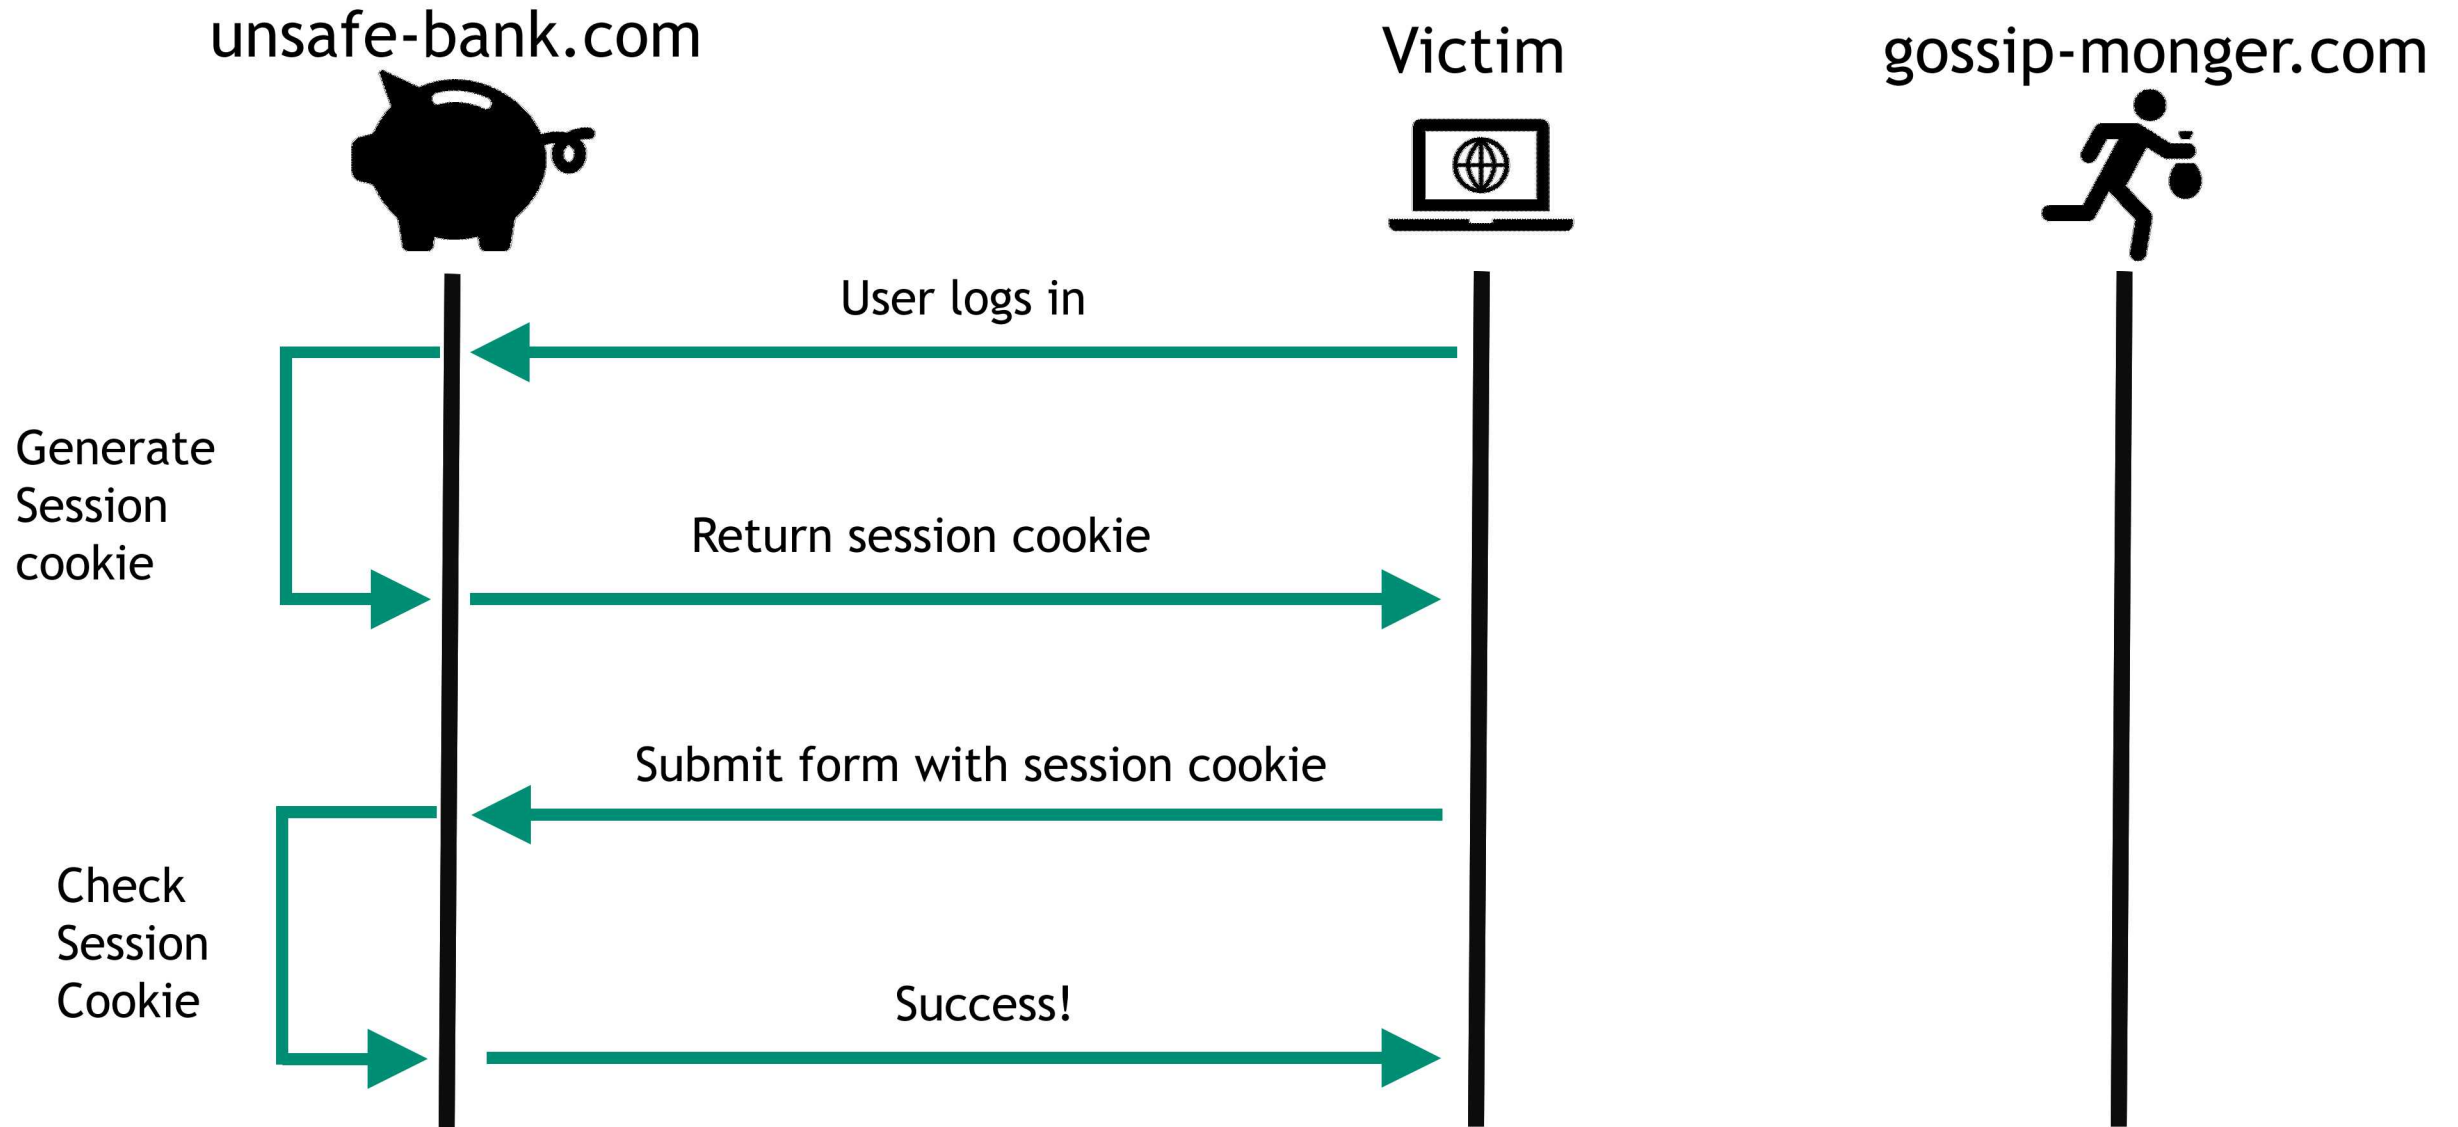 unsafe-bank.com
Victim
gossip-monger.com
User logs in
Generate
Session
cookie
Return session cookie
Submit form with session cookie
Check
Session
Cookie
Success!